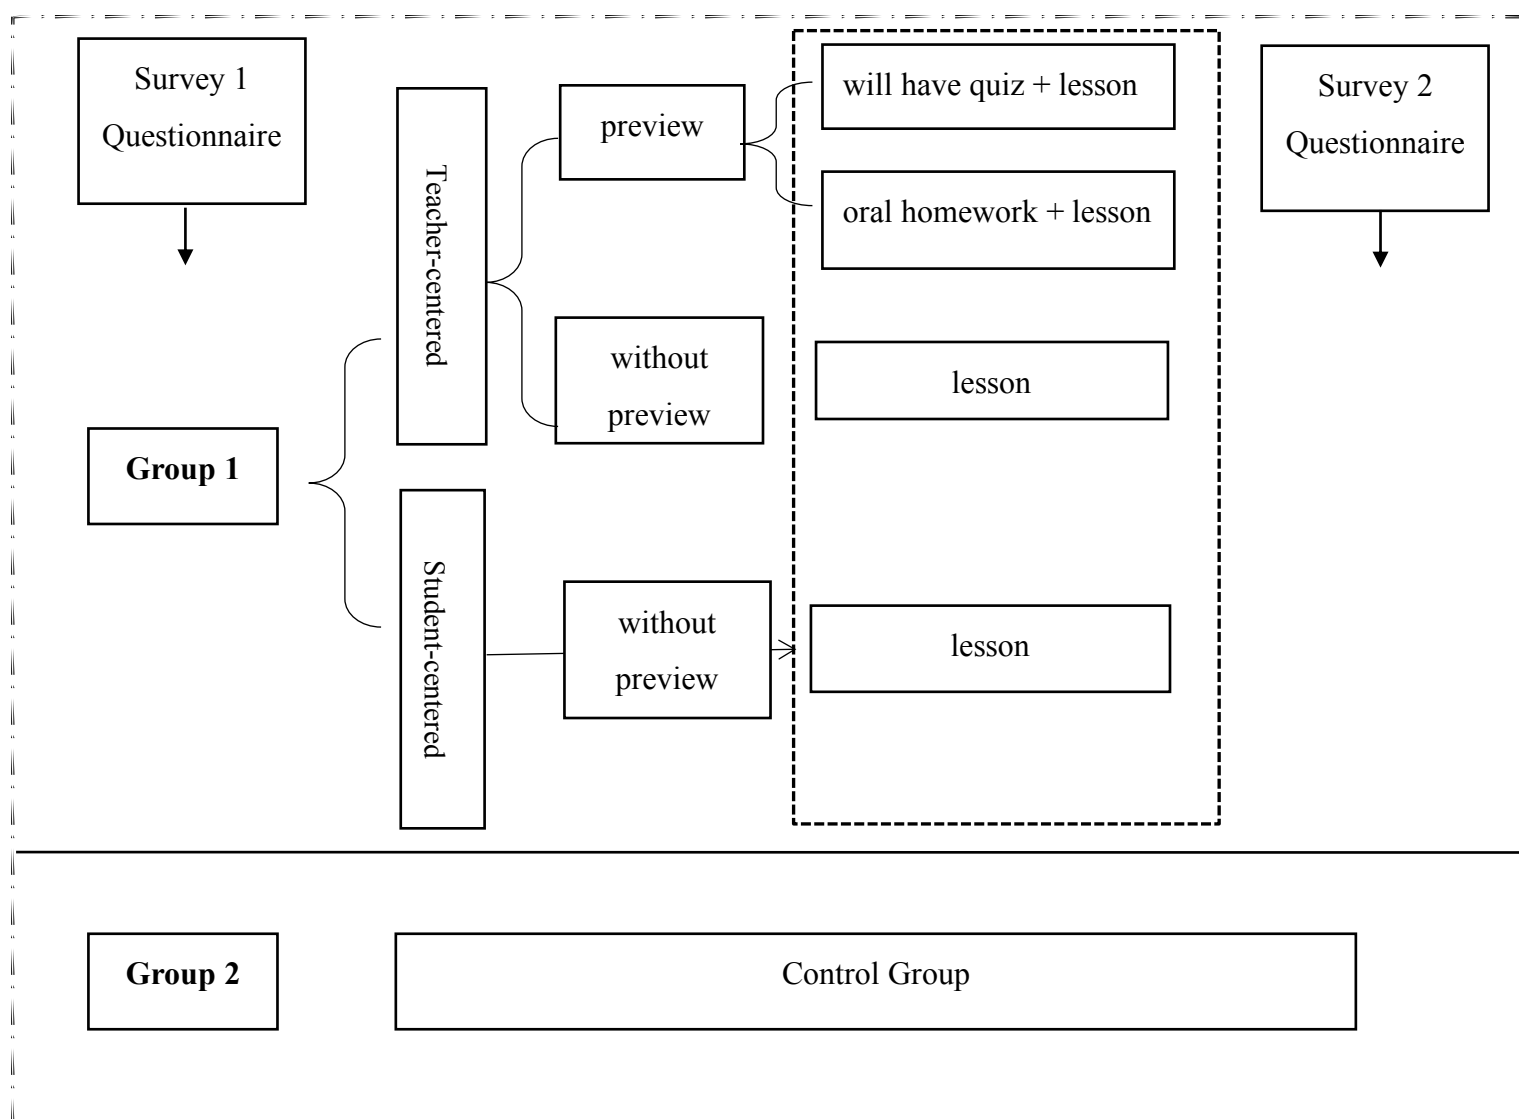 Survey 1
Questionnaire
Teacher-centered
preview
will have quiz + lesson
oral homework + lesson
Survey 2
Questionnaire
without
preview
lesson
Group 1
Student-centered
without
preview
lesson
Group 2
Control Group